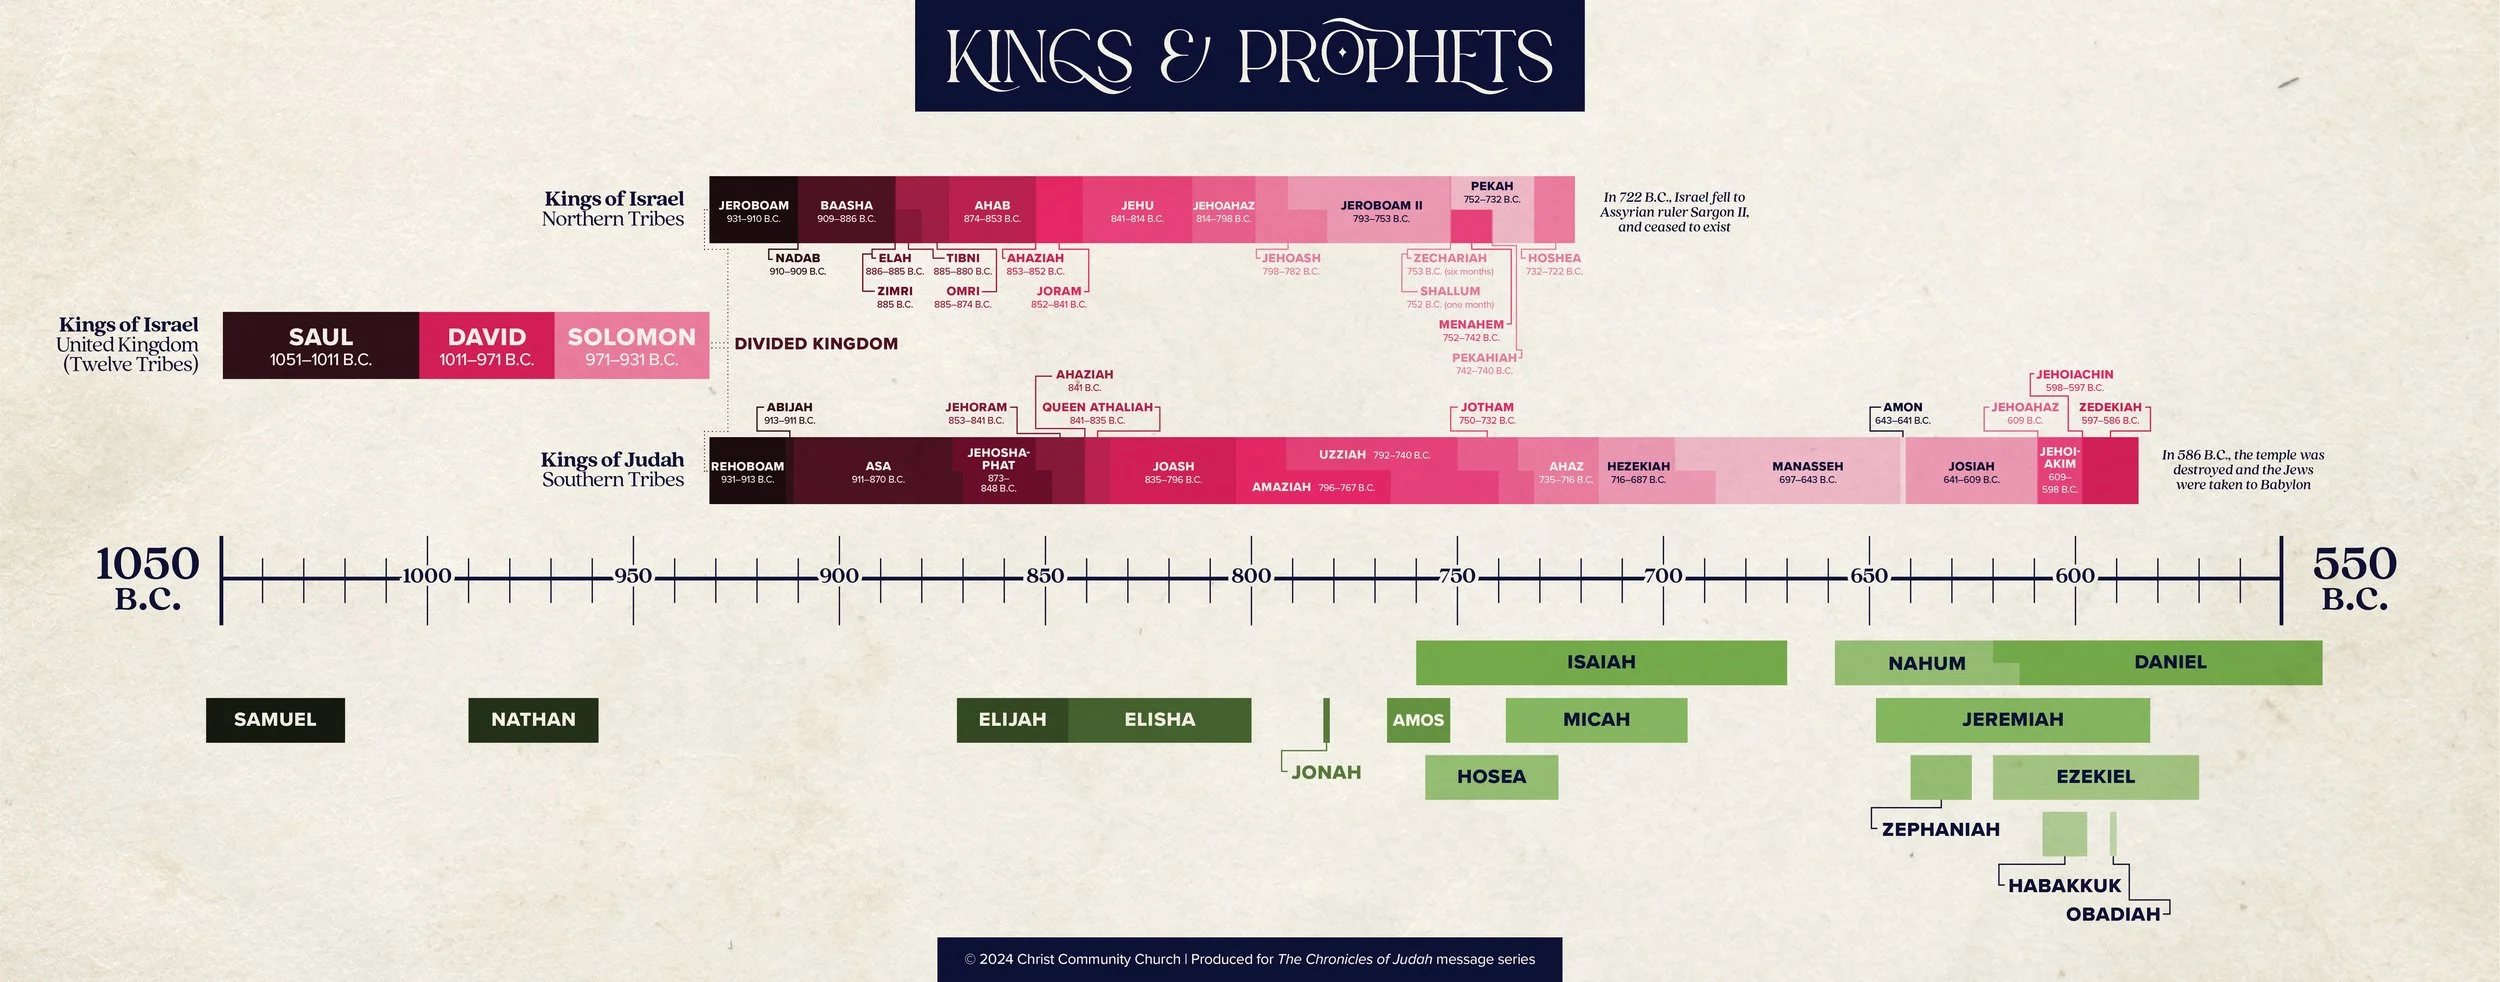 KINGS & PROPHETS
Kings of Israel
Northern Tribes
JEROBOAM
931–910 B.C.
BAASHA
909–886 B.C.
AHAB
874–853 B.C.
JEHU
841–814 B.C.
JEHOAHAZ
814–798 B.C.
JEROBOAM II
793–753 B.C.
PEKAH
752–732 B.C.
In 722 B.C., Israel fell to
Assyrian ruler Sargon II,
and ceased to exist
NADAB
910–909 B.C.
ELAH
886–885 B.C.
TIBNI
885–880 B.C.
AHAZIAH
853–852 B.C.
JEHOASH
798–782 B.C.
ZECHARIAH
753 B.C. (six months)
HOSHEA
732–722 B.C.
ZIMRI
885 B.C.
OMRI
885–874 B.C.
JORAM
852–841 B.C.
SHALLUM
752 B.C. (one month)
MENAHEM
752–742 B.C.
PEKAHIAH
742–740 B.C.
Kings of Israel
United Kingdom
(Twelve Tribes)
SAUL
1051–1011 B.C.
DAVID
1011–971 B.C.
SOLOMON
971–931 B.C.
DIVIDED KINGDOM
AHAZIAH
841 B.C.
JEHOIACHIN
598–597 B.C.
ABIJAH
913–911 B.C.
JEHORAM
853–841 B.C.
QUEEN ATHALIAH
841–835 B.C.
JOTHAM
750–732 B.C.
AMON
643–641 B.C.
JEHOAHAZ
609 B.C.
ZEDEKIAH
597–586 B.C.
Kings of Judah
Southern Tribes
REHOBOAM
931–913 B.C.
ASA
911–870 B.C.
JEHOSHA-
PHAT
873–
848 B.C.
JOASH
835–796 B.C.
UZZIAH 792–740 B.C.
AMAZIAH 796–767 B.C.
AHAZ
735–716 B.C.
HEZEKIAH
716–687 B.C.
MANASSEH
697–643 B.C.
JOSIAH
641–609 B.C.
JEHOI-
AKIM
609–
598 B.C.
In 586 B.C., the temple was
destroyed and the Jews
were taken to Babylon
1050
B.C.
1000
950
900
850
800
750
700
650
600
550
B.C.
ISAIAH
NAHUM
DANIEL
SAMUEL
NATHAN
ELIJAH
ELISHA
AMOS
MICAH
JEREMIAH
JONAH
HOSEA
EZEKIEL
ZEPHANIAH
HABAKKUK
OBADIAH
© 2024 Christ Community Church | Produced for The Chronicles of Judah message series